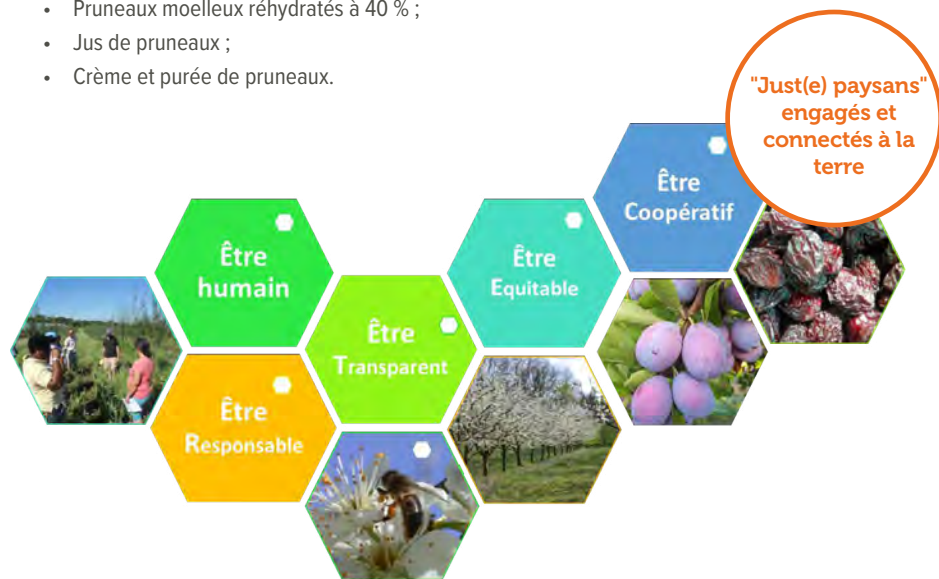 • Pruneaux moelleux réhydratés à 40 % ;
• Jus de pruneaux ;
• Crème et purée de pruneaux.
"Just(e) paysans"
engagés et
connectés à la
terre
Être
Coopératif
Être
humain
Être
Equitable
Être
Transparent
Être
Responsable